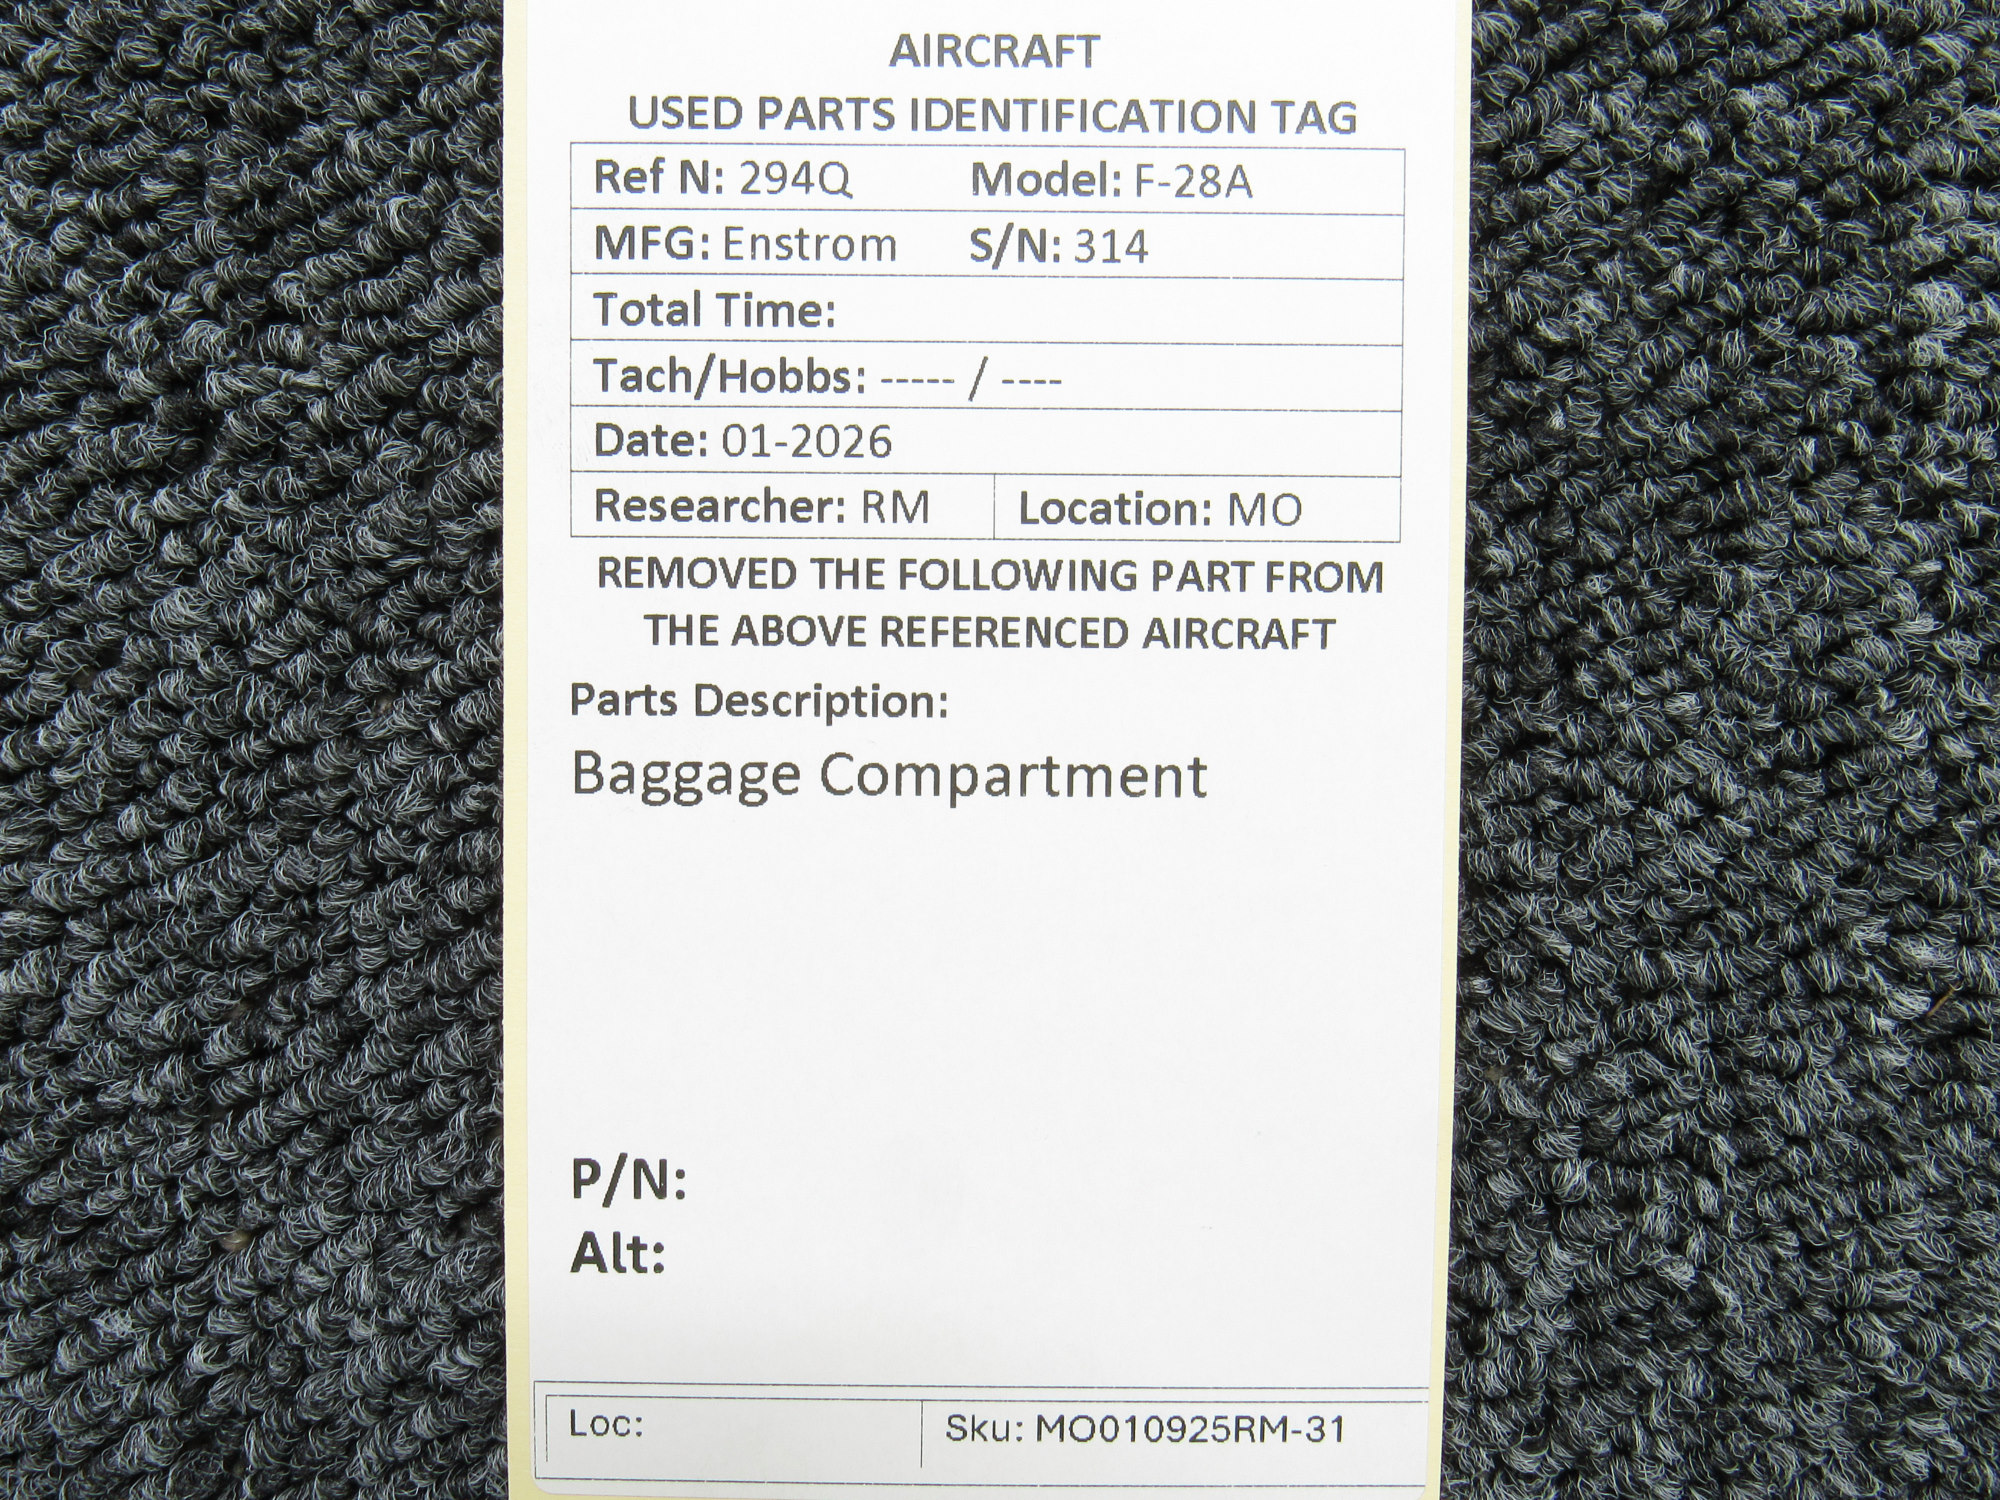 AIRCRAFT
USED PARTS IDENTIFICATION TAG
Ref N: 294Q Model: F-28A
MFG: Enstrom S/N: 314
Total Time:
Tach/Hobbs: ----- / ----
Date: 01-2026
Researcher: RM Location: MO
REMOVED THE FOLLOWING PART FROM
THE ABOVE REFERENCED AIRCRAFT
Parts Description:
Baggage Compartment
P/N:
Alt:
Loc: Sku: MO010925RM-31